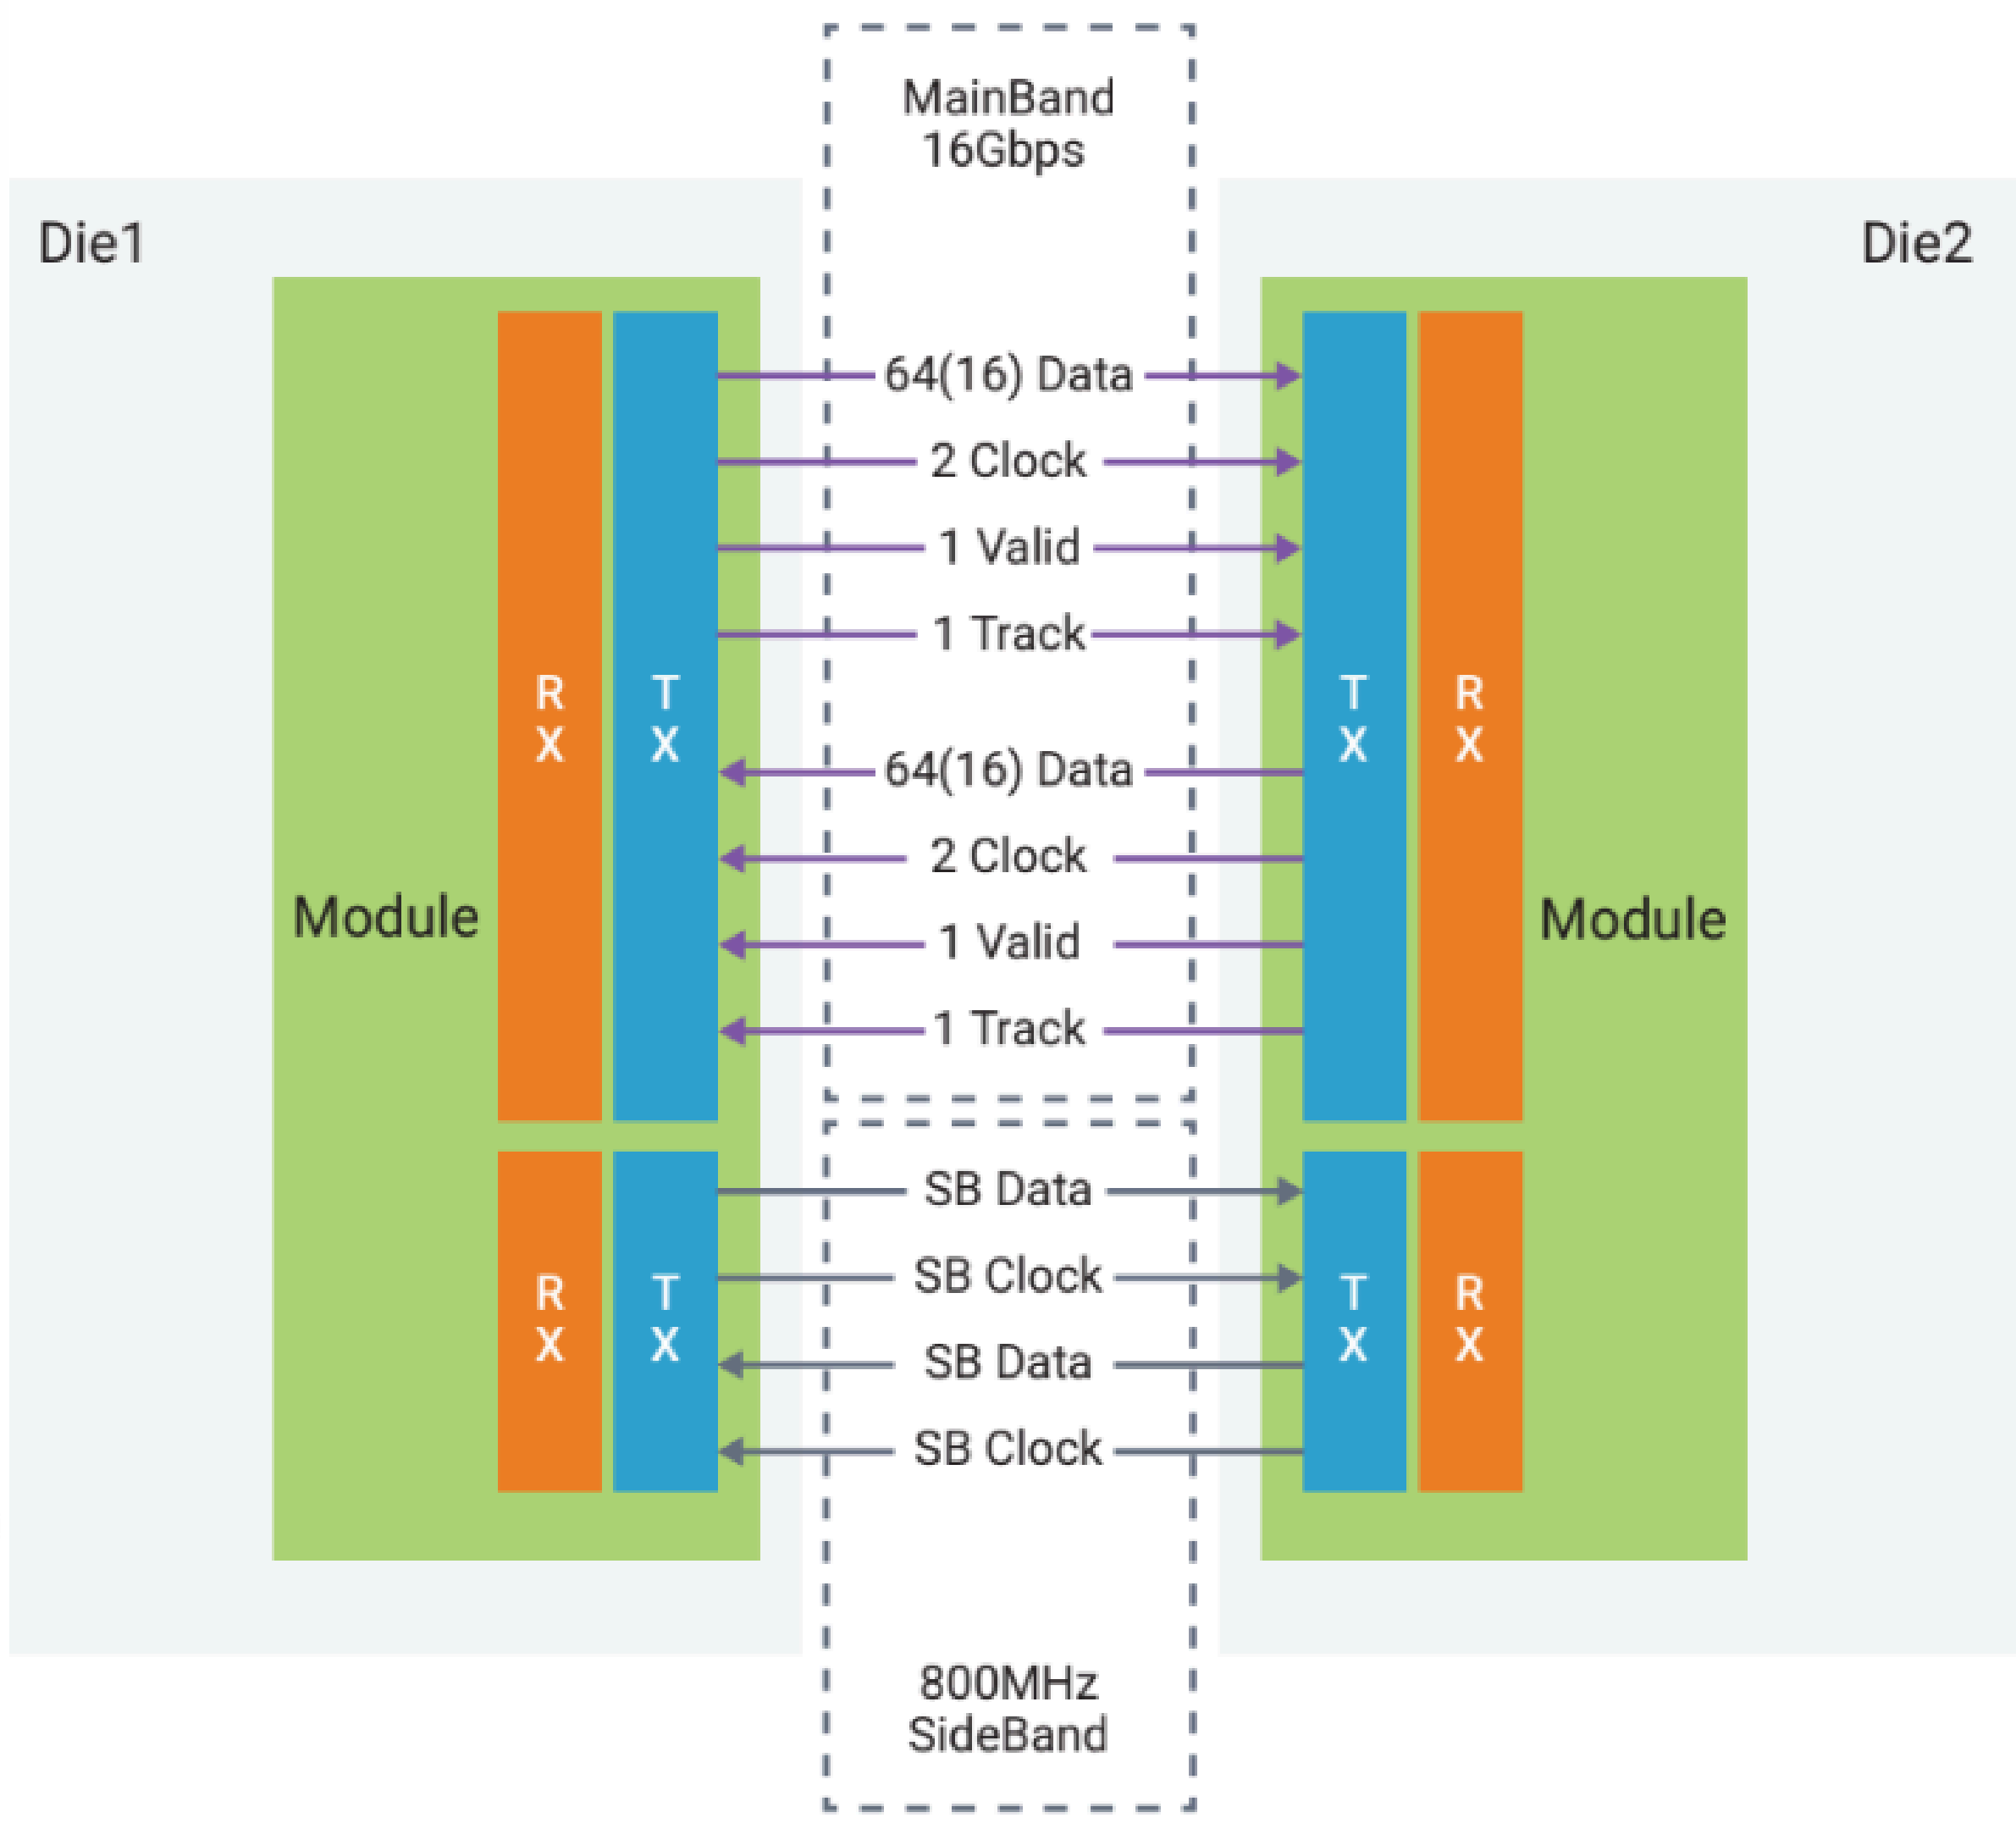 MainBand
16Gbps
Die1
Die2
64(16) Data
2 Clock
1 Valid
1 Track
R
X
T
X
T
X
R
X
64(16) Data
2 Clock
Module
Module
1 Valid
1 Track
SB Data
SB Clock
R
X
T
X
T
X
R
X
SB Data
SB Clock
800MHz
SideBand